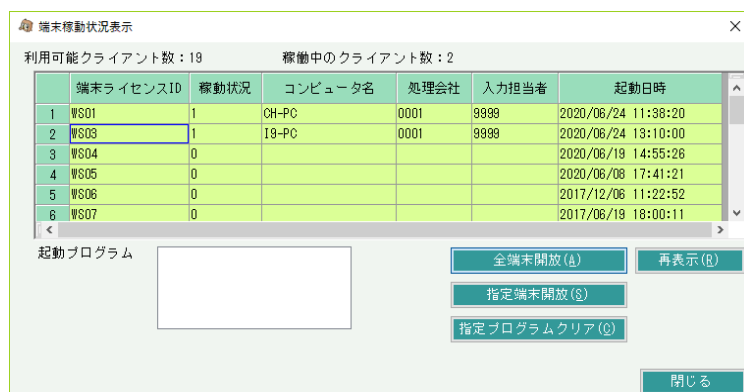 端末稼動状況表示
利用可能クライアント数：19 稼働中のクライアント数：2
端末ライセンスID 稼動状況 コンピュータ名 処理会社 入力担当者 起動日時
1 WS01 1 CH-PC 0001 9999 2020/06/24 11:38:20
2 WS03 1 I9-PC 0001 9999 2020/06/24 13:10:00
3 WS04 0 2020/06/19 14:55:26
4 WS05 0 2020/06/08 17:41:21
5 WS06 0 2017/12/06 11:22:52
6 WS07 0 2017/06/19 18:00:11
起動プログラム
全端末開放(A) 再表示(R)
指定端末開放(S)
指定プログラムクリア(C)
閉じる